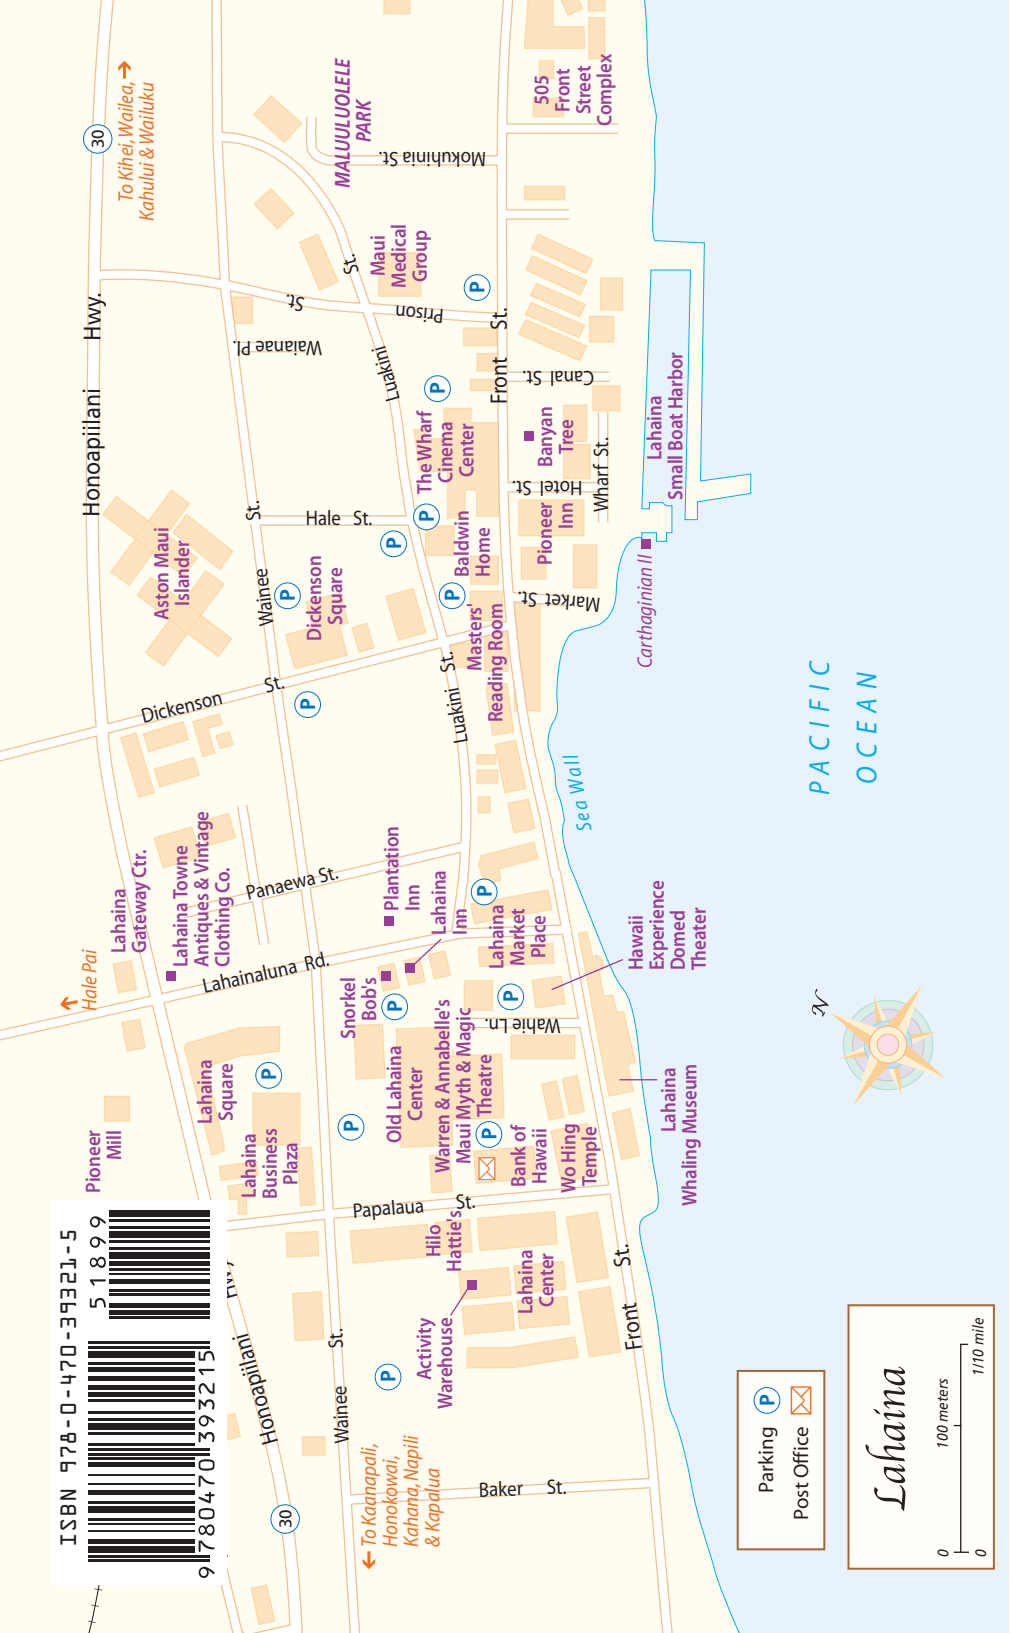 ISBN 978-0-470-39321-5
51899
9 780470 393215
Honoapiilani Hwy.
30
To Kihei, Wailea, →
Kahului & Wailuku
MALUULUOLELE
PARK
505
Front
Street
Complex
Mokuhinia St.
Maui
Medical
Group
Prison St.
Waianae Pl.
Luakini St.
Front St.
Canal St.
P
P
The Wharf
Cinema
Center
Banyan
Tree
Lahaina
Small Boat Harbor
Hotel St.
Wharf St.
Pioneer
Inn
Hale St.
P
P
Baldwin
Home
Aston Maui
Islander
Wainee St.
P
Dickenson
Square
P
Masters'
Reading Room
Market St.
Carthaginian II
Dickenson St.
P
Luakini St.
Sea Wall
PACIFIC
OCEAN
Lahaina
Gateway Ctr.
Lahaina Towne
Antiques & Vintage
Clothing Co.
Panaewa St.
Plantation
Inn
Lahaina
Inn
P
Lahaina
Market
Place
Hawaii
Experience
Domed
Theater
← Hale Pai
Lahainaluna Rd.
Snorkel
Bob's
P
P
Wahie Ln.
N
Lahaina
Square
P
Old Lahaina
Center
Warren & Annabelle's
Maui Myth & Magic
Theatre
P
P
Lahaina
Whaling Museum
Pioneer
Mill
Lahaina
Business
Plaza
Bank of
Hawaii
Wo Hing
Temple
Papalaua St.
Hilo
Hattie's
Lahaina
Center
Activity
Warehouse
Front St.
Honoapiilani Hwy
Wainee St.
P
← To Kaanapali,
Honokowai,
Kahana, Napili
& Kapalua
30
Baker St.
Parking P
Post Office
Lahaina
0 100 meters
0 1/10 mile